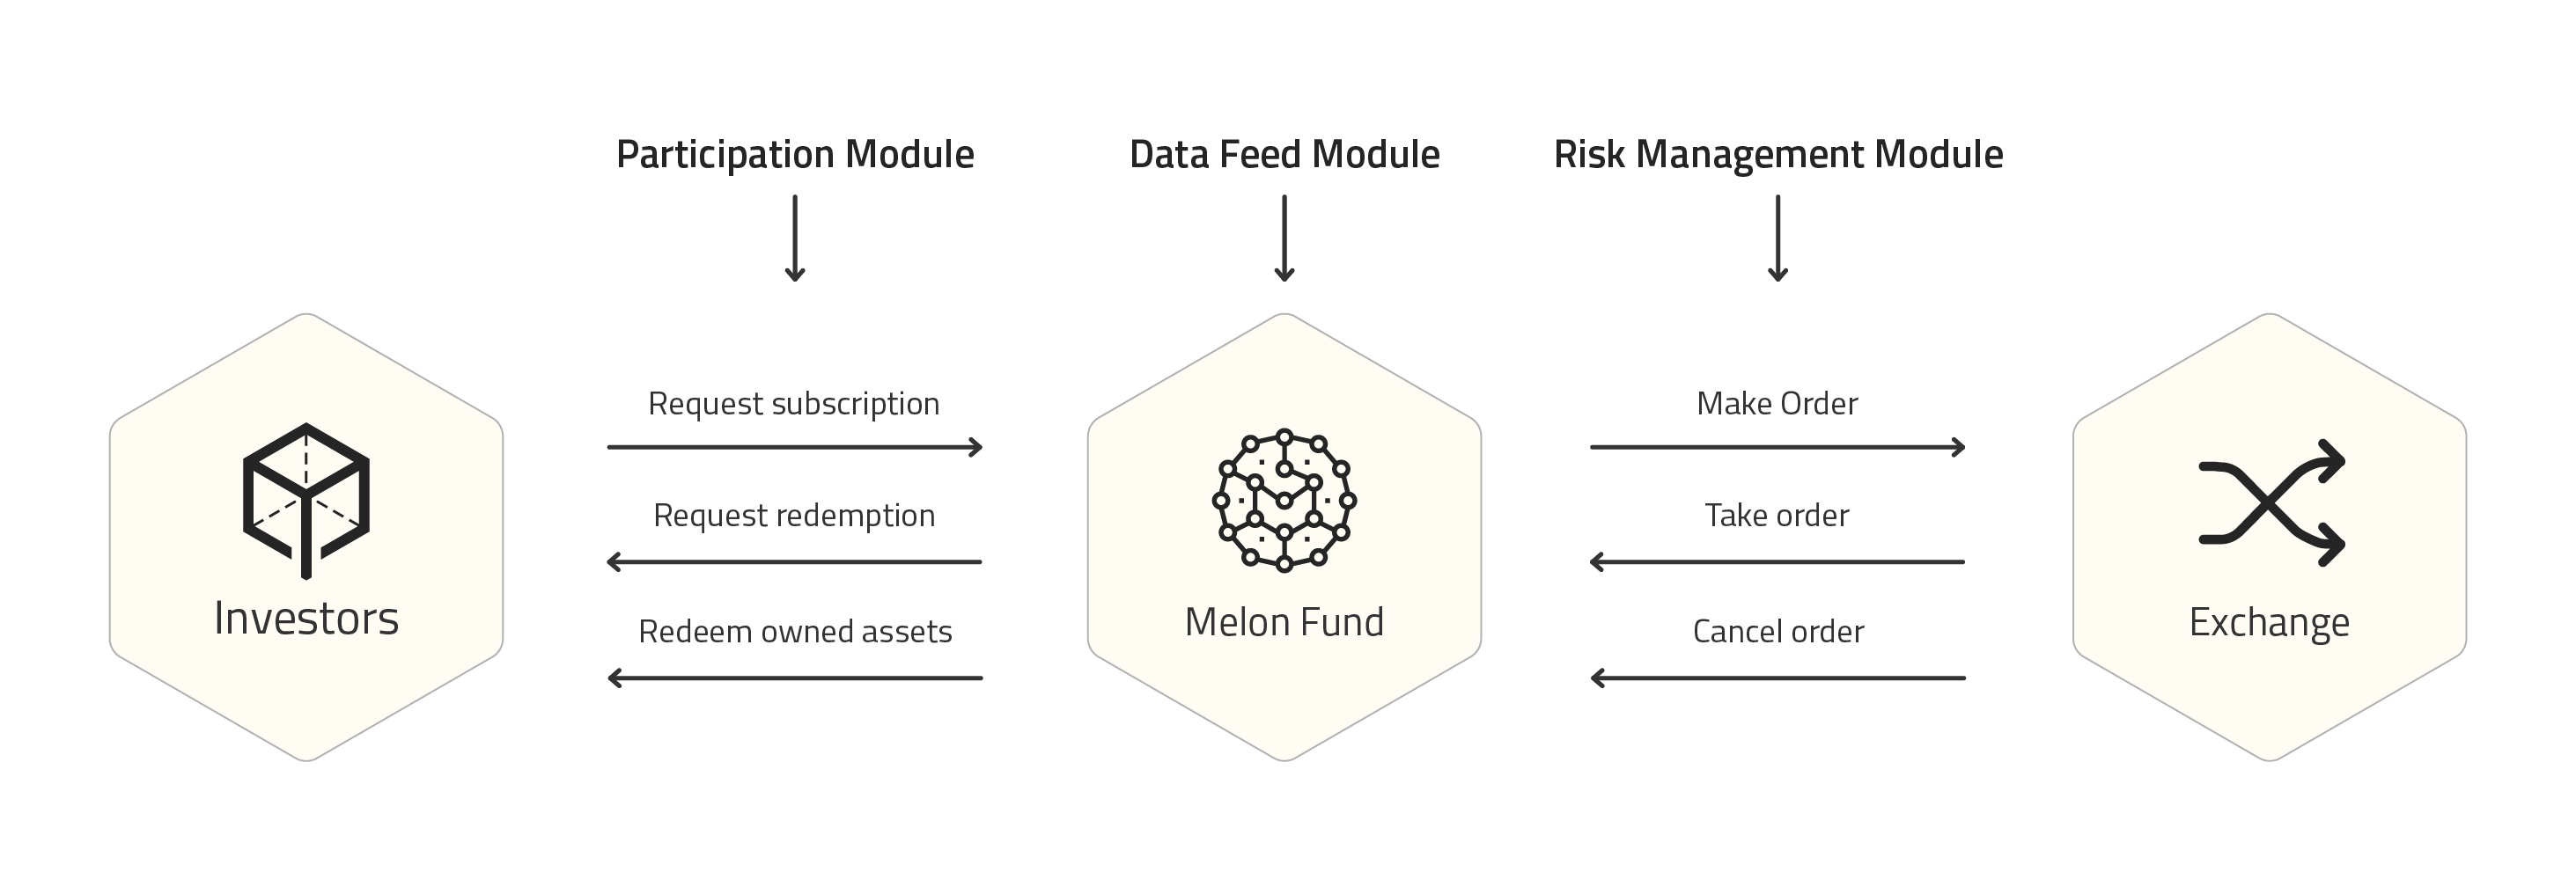 Participation Module
Data Feed Module
Risk Management Module
Request subscription
Make Order
Request redemption
Take order
Investors
Redeem owned assets
Melon Fund
Cancel order
Exchange